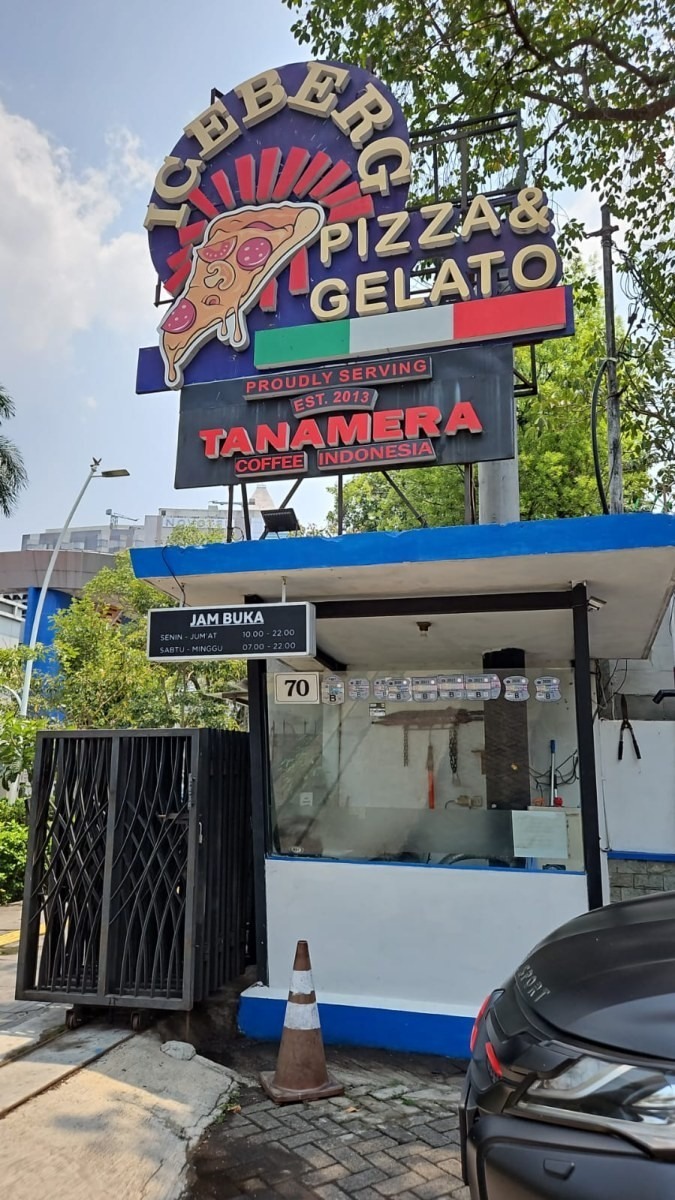 ICEBERG
PIZZA &
GELATO
PROUDLY SERVING
EST. 2013
TANAMERA
COFFEE INDONESIA
NOVOTEL
JAM BUKA
SENIN - JUM'AT 10.00 - 22.00
SABTU - MINGGU 07.00 - 22.00
70
B
B
SPORT